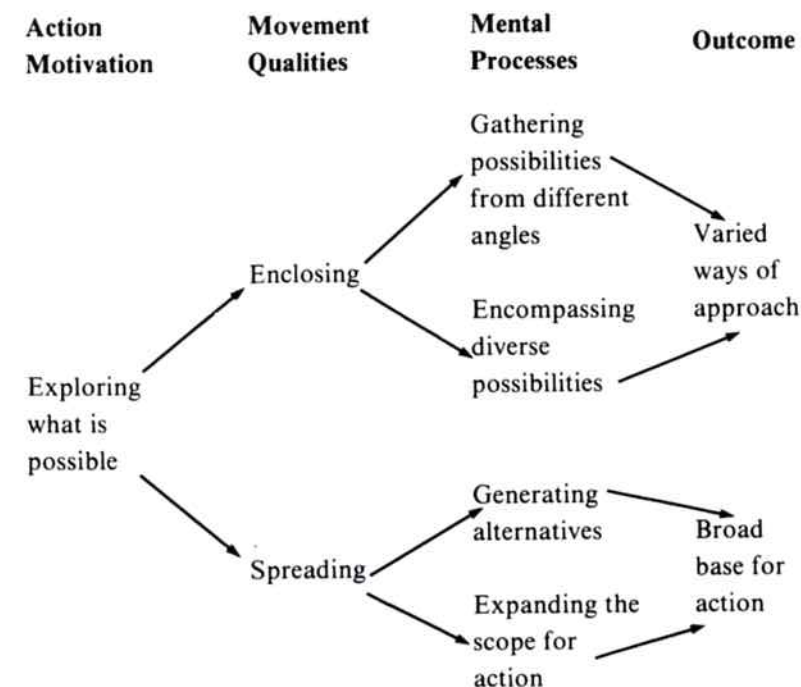 Action
Motivation
Movement
Qualities
Mental
Processes
Outcome
Gathering
possibilities
from different
angles
Enclosing
Varied
ways of
approach
Encompassing
diverse
possibilities
Exploring
what is
possible
Generating
alternatives
Spreading
Broad
base for
action
Expanding the
scope for
action